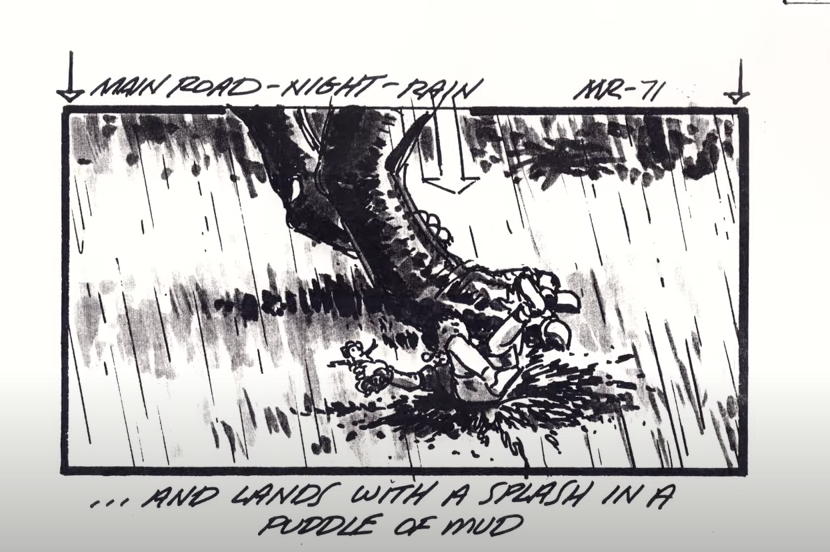 MAIN ROAD-NIGHT-RAIN MR-71
... AND LANDS WITH A SPLASH IN A
PUDDLE OF MUD